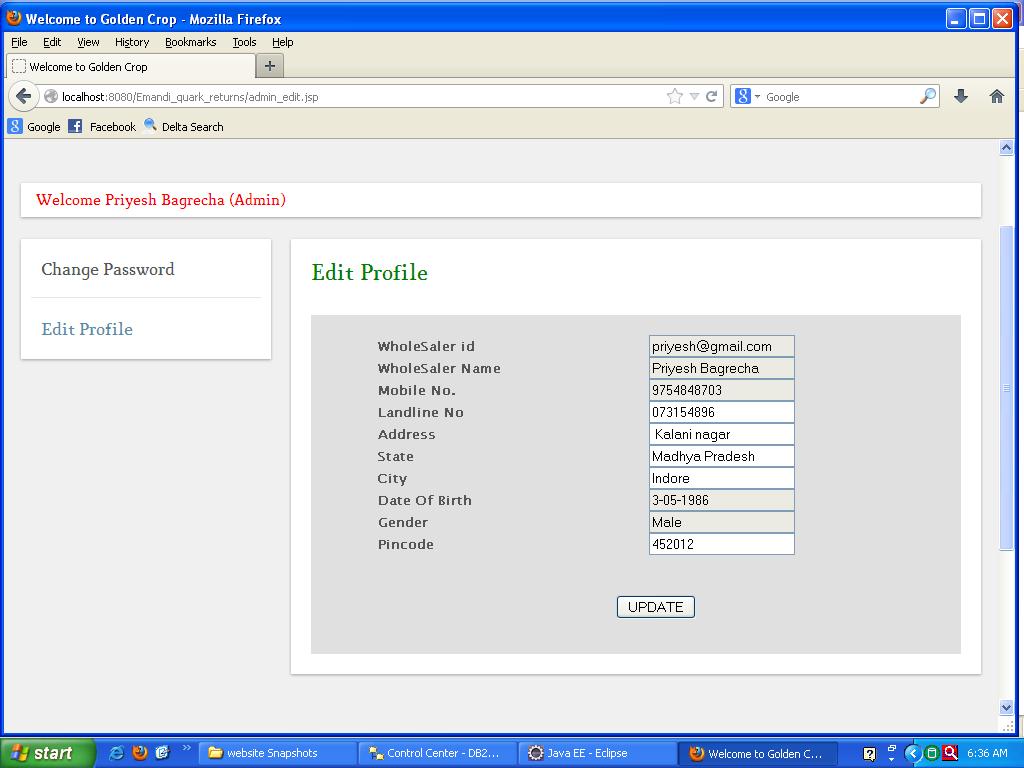 Welcome to Golden Crop - Mozilla Firefox
File Edit View History Bookmarks Tools Help
Welcome to Golden Crop
localhost:8080/Emandi_quark_returns/admin_edit.jsp
Google
Google Facebook Delta Search
Welcome Priyesh Bagrecha (Admin)
Change Password
Edit Profile
Edit Profile
WholeSaler id priyesh@gmail.com
WholeSaler Name Priyesh Bagrecha
Mobile No. 9754848703
Landline No 073154896
Address Kalani nagar
State Madhya Pradesh
City Indore
Date Of Birth 3-05-1986
Gender Male
Pincode 452012
UPDATE
start website Snapshots Control Center - DB2... Java EE - Eclipse Welcome to Golden C... 6:36 AM